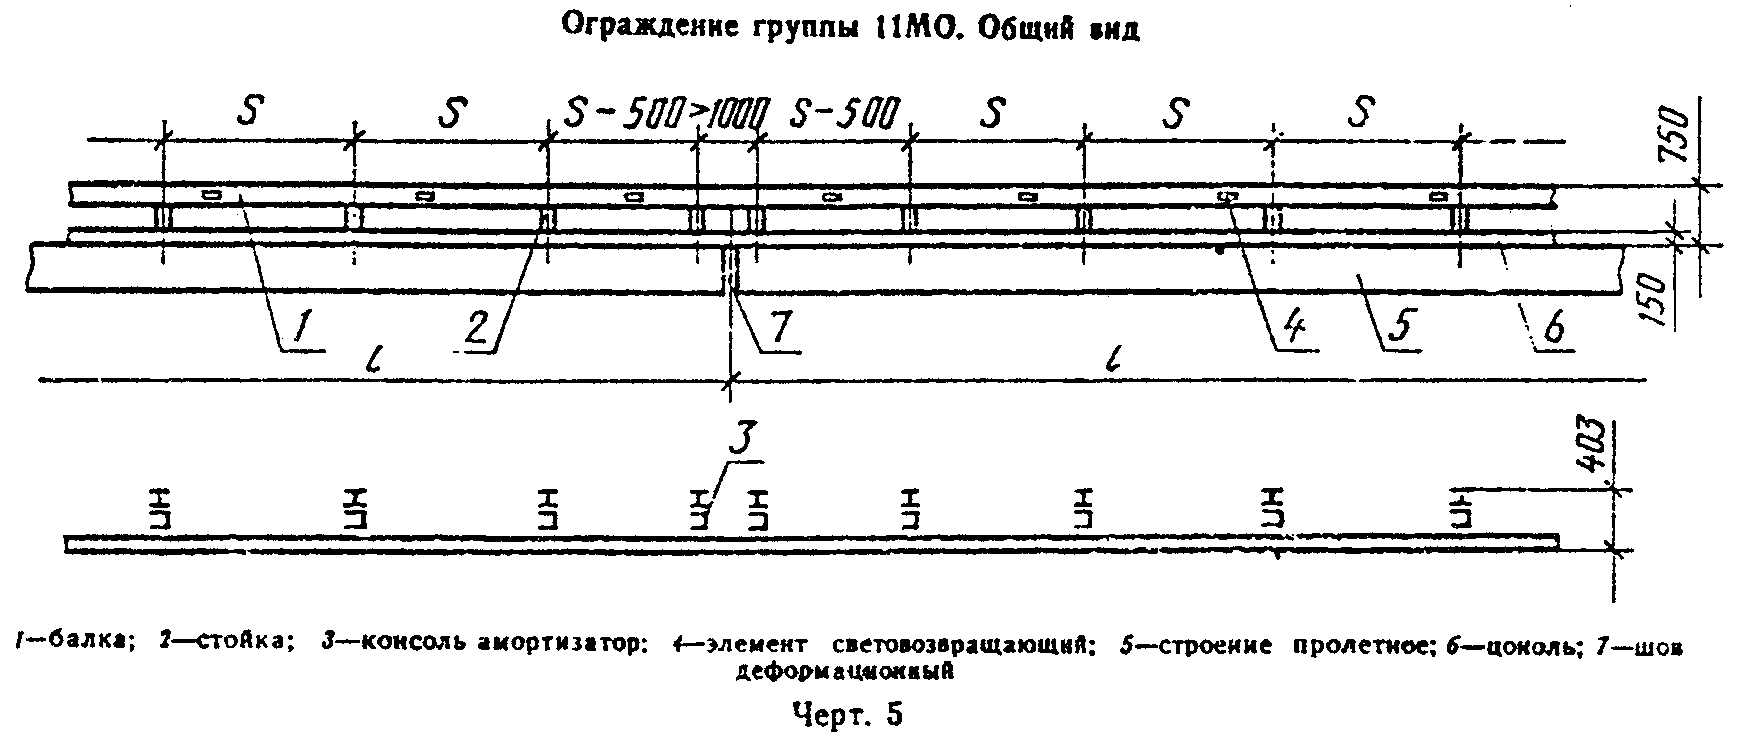 Ограждение группы 11МО. Общий вид
S S S-500 >1000 S-500 S S S
750
150
1 2 7 4 5 6
l l
3
403
1—балка; 2—стойка; 3—консоль амортизатор; 4—элемент световозвращающий; 5—строение пролетное; 6—цоколь; 7—шов
деформационный
Черт. 5